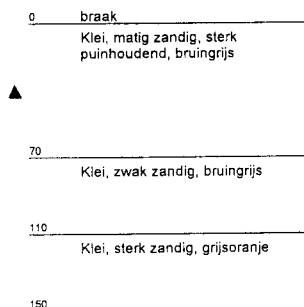 0 braak
Klei, matig zandig, sterk
puinhoudend, bruingrijs
70
Klei, zwak zandig, bruingrijs
110
Klei, sterk zandig, grijsoranje
150